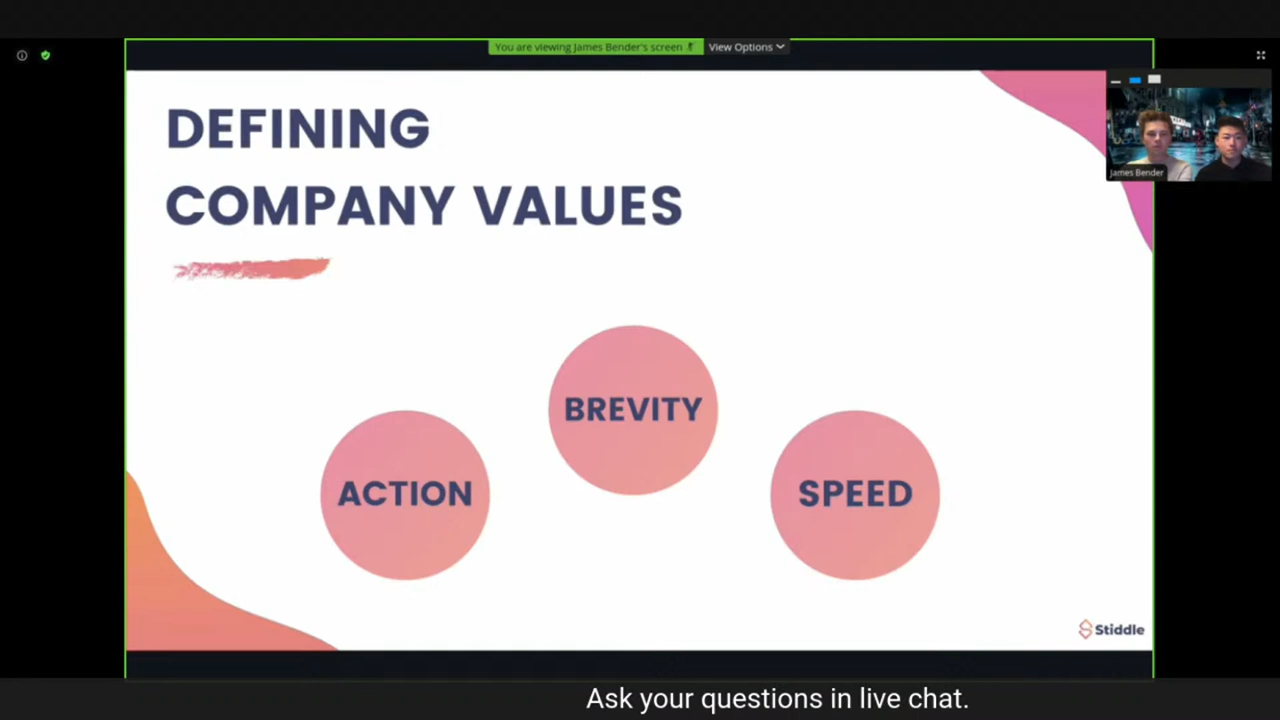 You are viewing James Bender's screen
View Options
DEFINING
COMPANY VALUES
James Bender
BREVITY
ACTION
SPEED
Stiddle
Ask your questions in live chat.